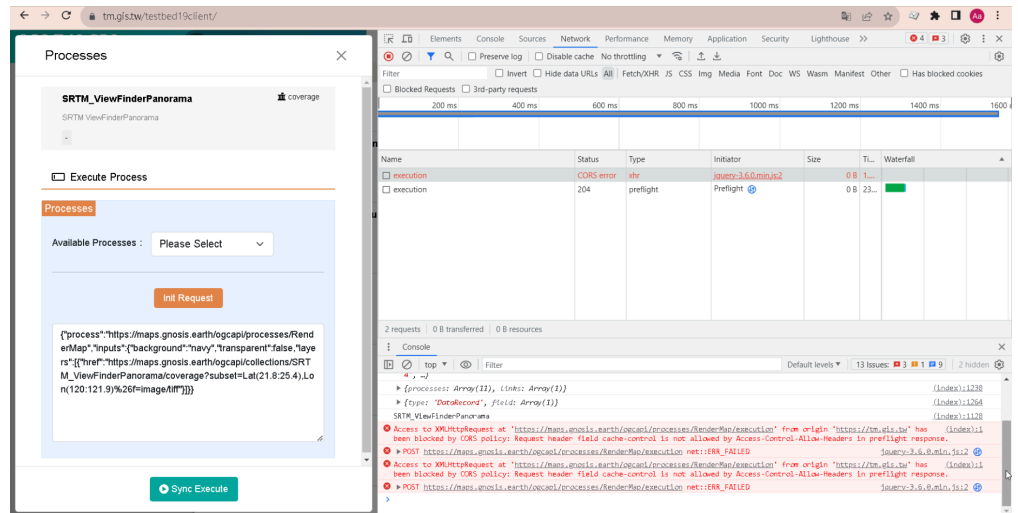 tm.gis.tw/testbed19client/
Aa
Processes
SRTM_ViewFinderPanorama
coverage
SRTM ViewFinderPanorama
-
Execute Process
Processes
Available Processes :
Please Select
Init Request
{"process":"https://maps.gnosis.earth/ogcapi/processes/Rend
erMap","inputs":{"background":"navy","transparent":false,"laye
rs":[{"href":"https://maps.gnosis.earth/ogcapi/collections/SRT
M_ViewFinderPanorama/coverage?subset=Lat(21.8:25.4),Lo
n(120:121.9)%26f=image/tiff"}]}}
Sync Execute
Elements Console Sources Network Performance Memory Application Security Lighthouse 4 3
Preserve log Disable cache No throttling
Filter Invert Hide data URLs All Fetch/XHR JS CSS Img Media Font Doc WS Wasm Manifest Other Has blocked cookies
Blocked Requests 3rd-party requests
200 ms 400 ms 600 ms 800 ms 1000 ms 1200 ms 1400 ms 1600
Name Status Type Initiator Size Ti... Waterfall
execution CORS error xhr jquery-3.6.0.min.js:2 0 B 1....
execution 204 preflight Preflight 0 B 23...
2 requests 0 B transferred 0 B resources
Console
top Filter Default levels 13 Issues: 3 1 9 2 hidden
{processes: Array(11), links: Array(1)} (index):1238
{type: 'DataRecord', field: Array(1)} (index):1264
SRTM_ViewFinderPanorama (index):1128
Access to XMLHttpRequest at 'https://maps.gnosis.earth/ogcapi/processes/RenderMap/execution' from origin 'https://tm.gis.tw' has (index):1
been blocked by CORS policy: Request header field cache-control is not allowed by Access-Control-Allow-Headers in preflight response.
POST https://maps.gnosis.earth/ogcapi/processes/RenderMap/execution net::ERR_FAILED jquery-3.6.0.min.js:2
Access to XMLHttpRequest at 'https://maps.gnosis.earth/ogcapi/processes/RenderMap/execution' from origin 'https://tm.gis.tw' has (index):1
been blocked by CORS policy: Request header field cache-control is not allowed by Access-Control-Allow-Headers in preflight response.
POST https://maps.gnosis.earth/ogcapi/processes/RenderMap/execution net::ERR_FAILED jquery-3.6.0.min.js:2